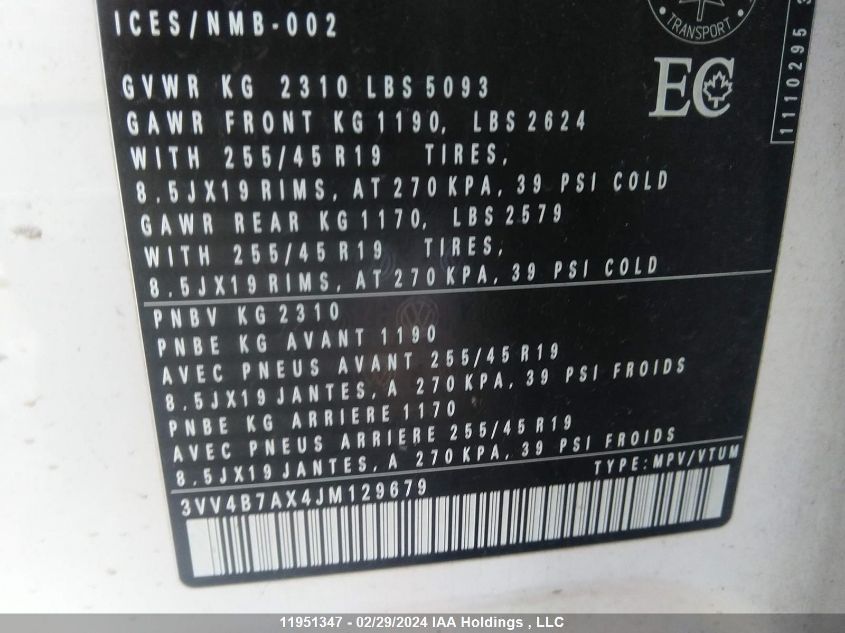 ICES/NMB-002
TRANSPORT
EC
1110295
GVWR KG 2310 LBS 5093
GAWR FRONT KG 1190, LBS 2624
WITH 255/45 R19 TIRES,
8.5JX19 RIMS, AT 270 KPA, 39 PSI COLD
GAWR REAR KG 1170, LBS 2579
WITH 255/45 R19 TIRES,
8.5JX19 RIMS, AT 270 KPA, 39 PSI COLD
PNBV KG 2310
PNBE KG AVANT 1190
AVEC PNEUS AVANT 255/45 R19
8.5JX19 JANTES, A 270 KPA, 39 PSI FROIDS
PNBE KG ARRIERE 1170
AVEC PNEUS ARRIERE 255/45 R19
8.5JX19 JANTES, A 270 KPA, 39 PSI FROIDS
3VV4B7AX4JM129679 TYPE:MPV/VTUM
11951347 - 02/29/2024 IAA Holdings , LLC